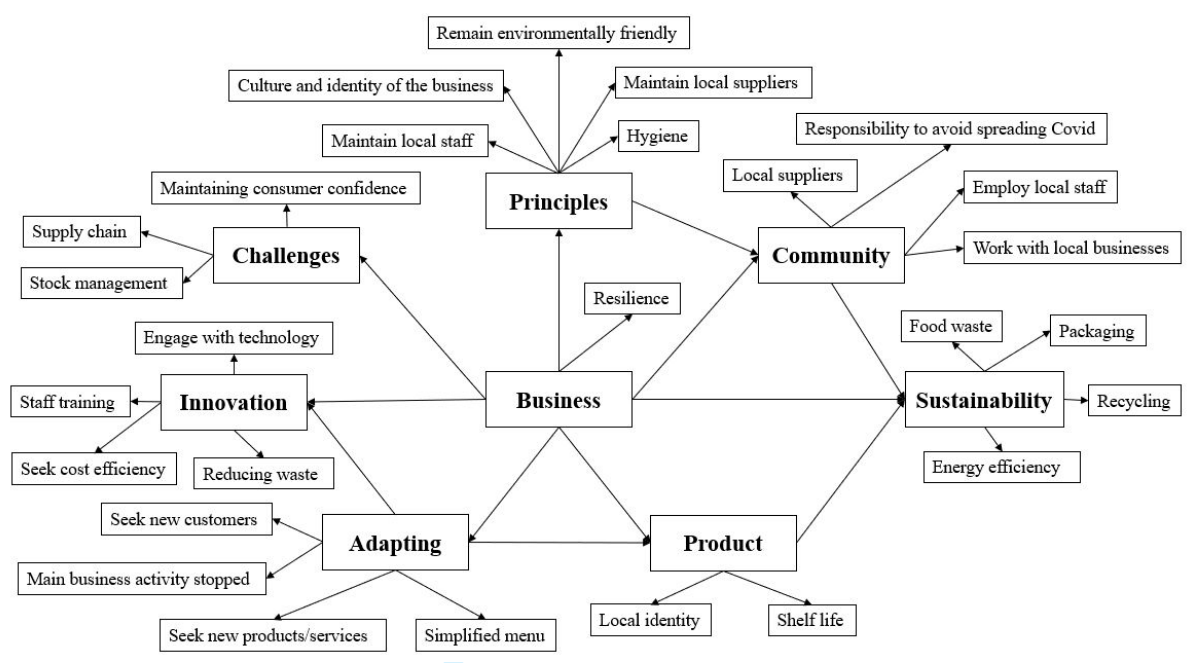 Remain environmentally friendly
Culture and identity of the business
Maintain local suppliers
Maintain local staff
Hygiene
Responsibility to avoid spreading Covid
Local suppliers
Maintaining consumer confidence
Employ local staff
Principles
Supply chain
Challenges
Community
Work with local businesses
Stock management
Resilience
Engage with technology
Food waste
Packaging
Staff training
Innovation
Business
Sustainability
Recycling
Seek cost efficiency
Reducing waste
Energy efficiency
Seek new customers
Adapting
Product
Main business activity stopped
Local identity
Shelf life
Seek new products/services
Simplified menu